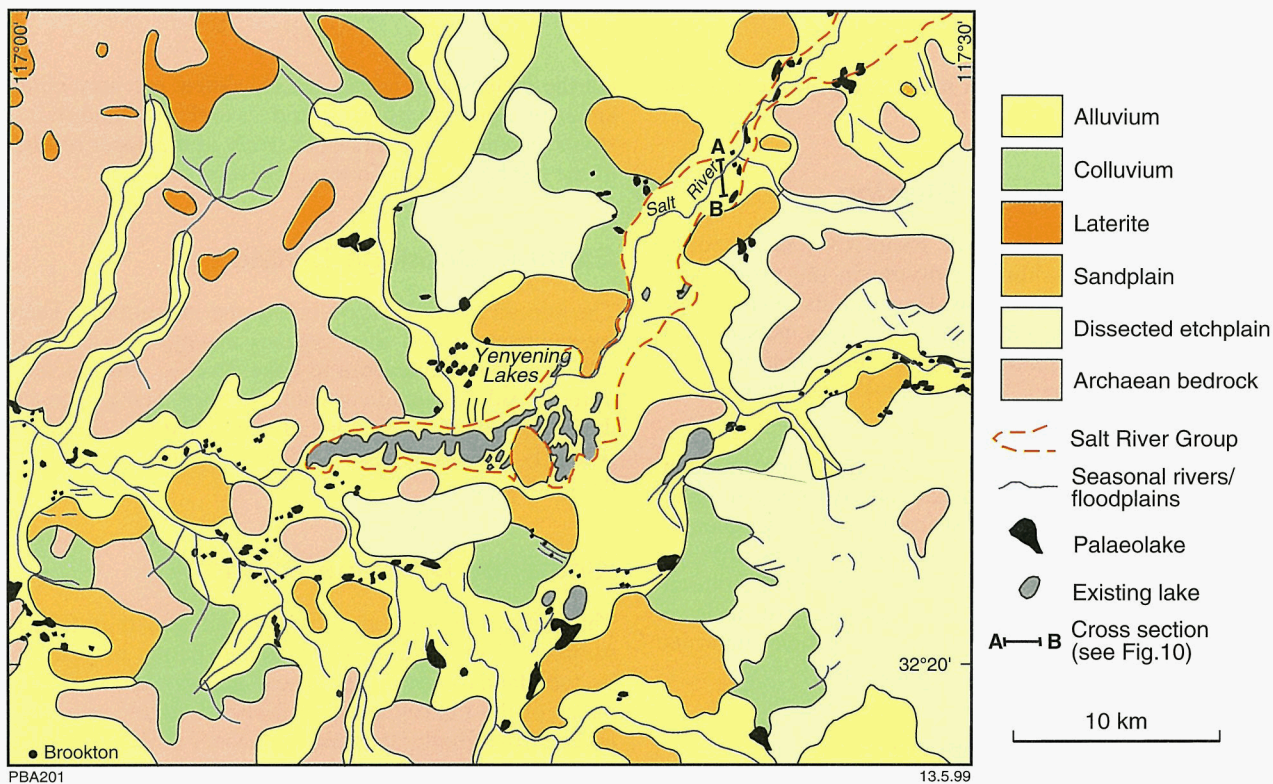 117°00'
117°30'
A
Salt River
B
Yenyening
Lakes
32°20'
Brookton
PBA201
13.5.99
Alluvium
Colluvium
Laterite
Sandplain
Dissected etchplain
Archaean bedrock
Salt River Group
Seasonal rivers/
floodplains
Palaeolake
Existing lake
A B Cross section
(see Fig.10)
10 km